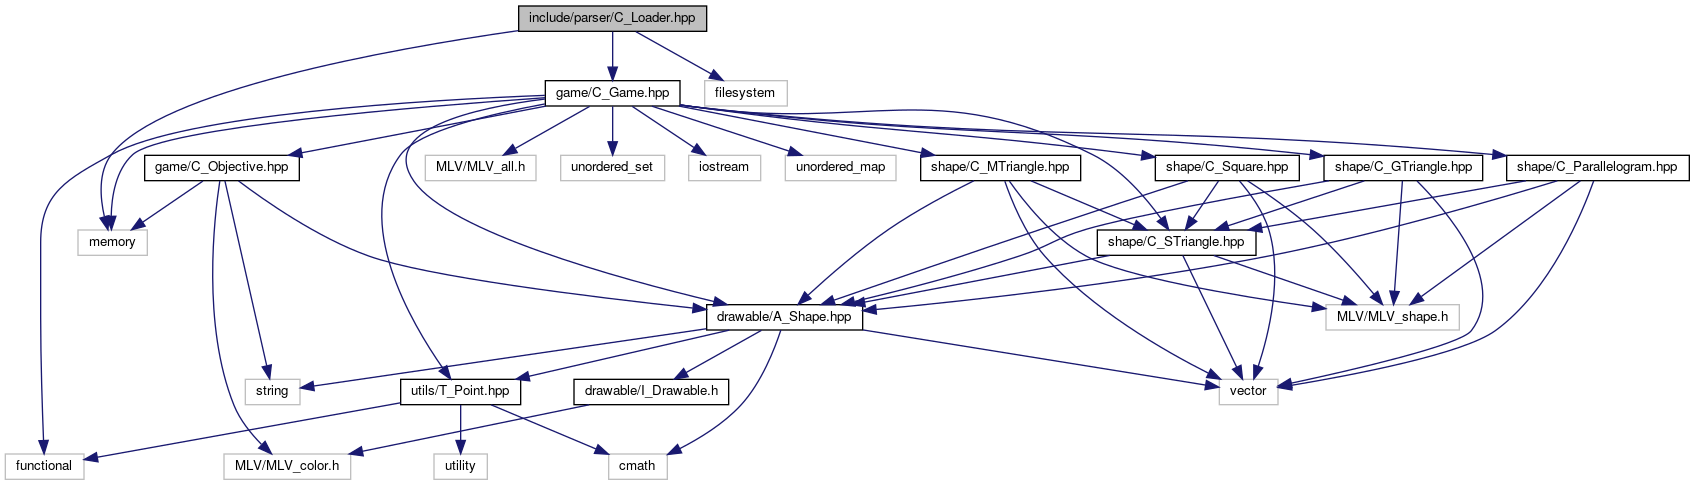 include/parser/C_Loader.hpp
game/C_Game.hpp
filesystem
game/C_Objective.hpp
MLV/MLV_all.h
unordered_set
iostream
unordered_map
shape/C_MTriangle.hpp
shape/C_Square.hpp
shape/C_GTriangle.hpp
shape/C_Parallelogram.hpp
memory
shape/C_STriangle.hpp
drawable/A_Shape.hpp
MLV/MLV_shape.h
string
utils/T_Point.hpp
drawable/I_Drawable.h
vector
functional
MLV/MLV_color.h
utility
cmath